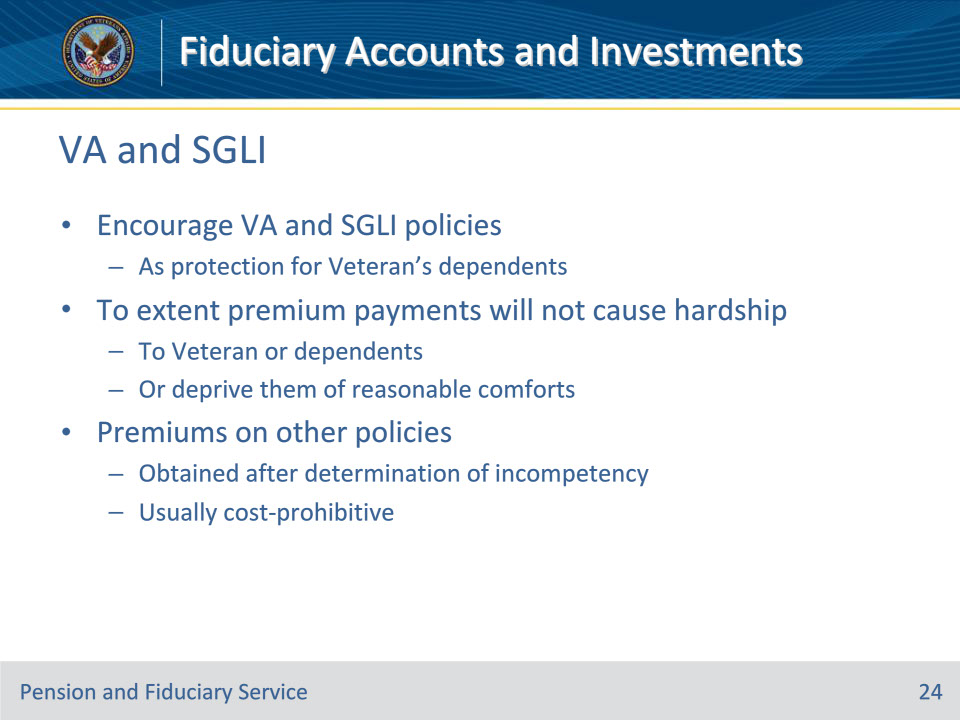 Fiduciary Accounts and Investments
VA and SGLI
• Encourage VA and SGLI policies
– As protection for Veteran’s dependents
• To extent premium payments will not cause hardship
– To Veteran or dependents
– Or deprive them of reasonable comforts
• Premiums on other policies
– Obtained after determination of incompetency
– Usually cost-prohibitive
Pension and Fiduciary Service
24